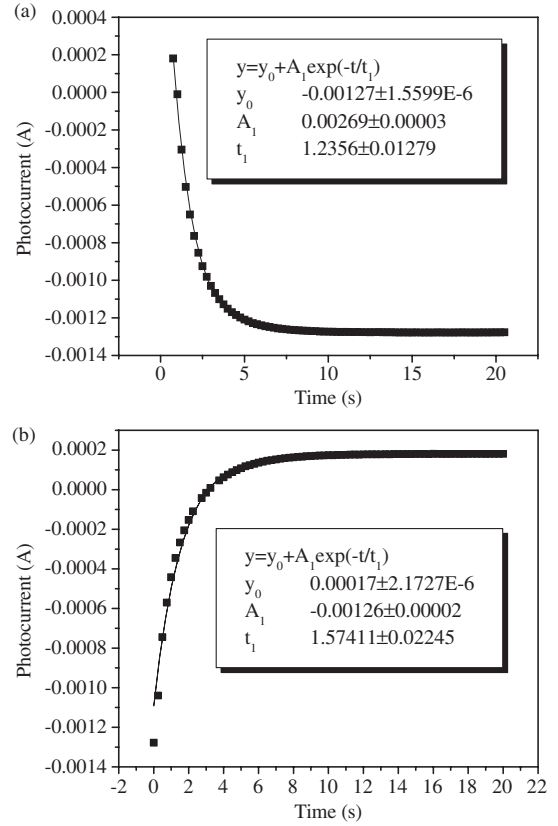 (a)
0.0004
0.0002
0.0000
-0.0002
-0.0004
-0.0006
-0.0008
-0.0010
-0.0012
-0.0014
Photocurrent (A)
y=y₀+A₁exp(-t/t₁)
y₀ -0.00127±1.5599E-6
A₁ 0.00269±0.00003
t₁ 1.2356±0.01279
0 5 10 15 20
Time (s)
(b)
0.0002
0.0000
-0.0002
-0.0004
-0.0006
-0.0008
-0.0010
-0.0012
-0.0014
Photocurrent (A)
y=y₀+A₁exp(-t/t₁)
y₀ 0.00017±2.1727E-6
A₁ -0.00126±0.00002
t₁ 1.57411±0.02245
-2 0 2 4 6 8 10 12 14 16 18 20 22
Time (s)